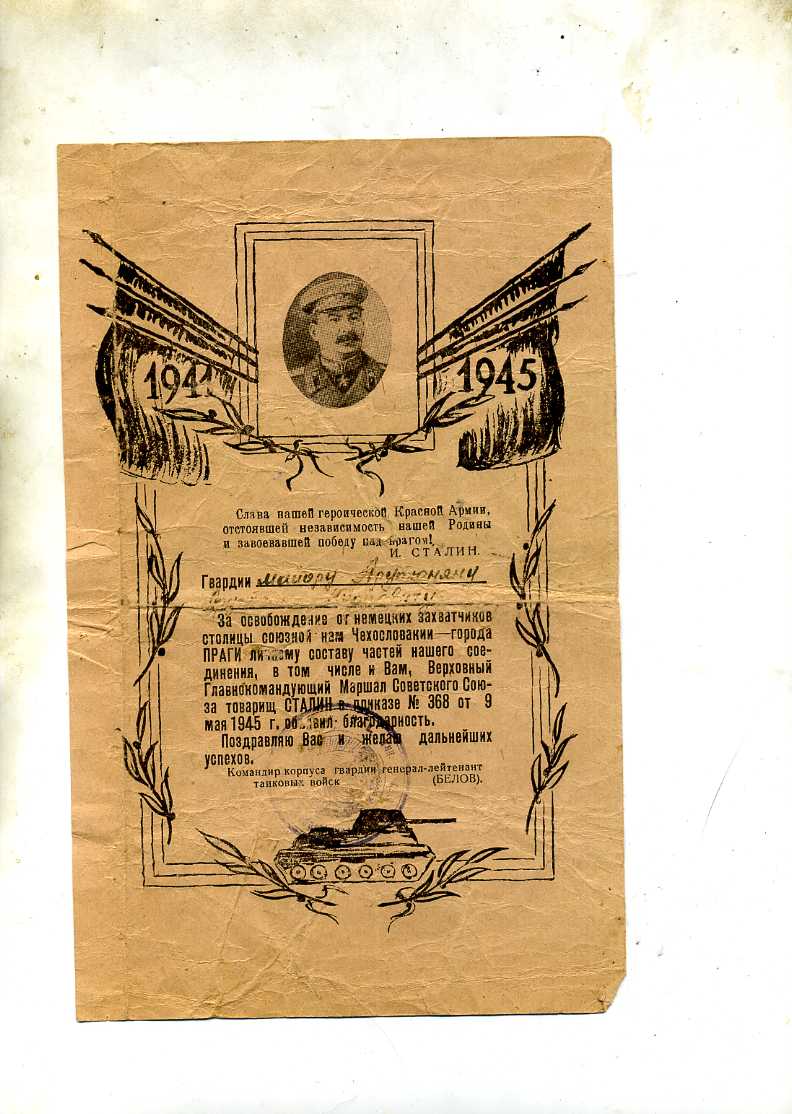 1941
1945
Слава нашей героической Красной Армии,
отстоявшей независимость нашей Родины
и завоевавшей победу над врагом!
И. СТАЛИН.
Гвардии майору Арутюняну
За освобождение от немецких захватчиков
столицы союзной нам Чехословакии — города
ПРАГИ личному составу частей нашего сое-
динения, в том числе и Вам, Верховный
Главнокомандующий Маршал Советского Сою-
за товарищ СТАЛИН в приказе № 368 от 9
мая 1945 г. объявил благодарность.
Поздравляю Вас и желаю дальнейших
успехов.
Командир корпуса гвардии генерал-лейтенант
танковых войск (БЕЛОВ).